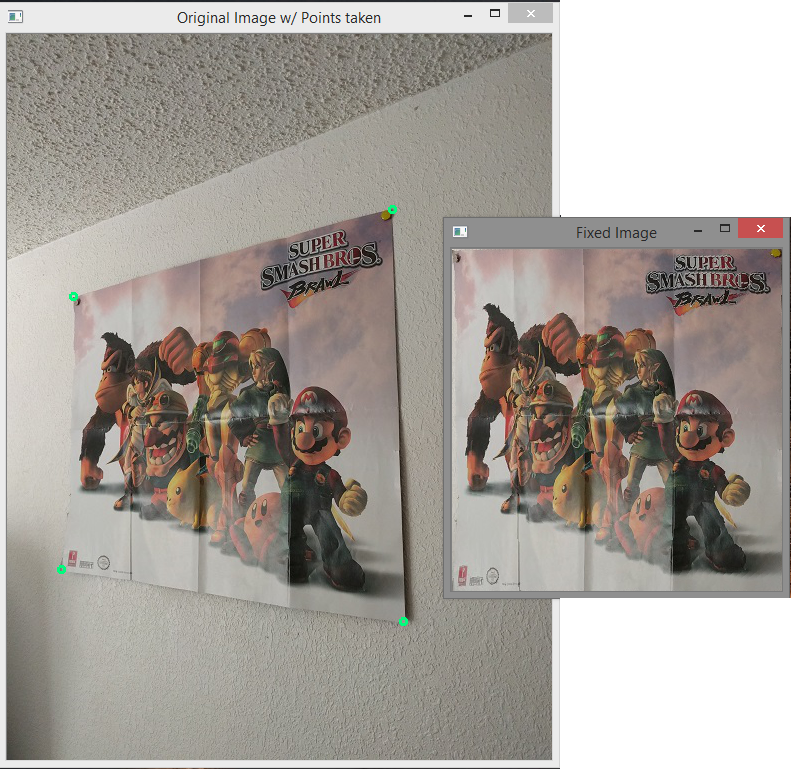 Original Image w/ Points taken
SUPER
SMASH BROS.
BRAWL
Fixed Image
SUPER
SMASH BROS.
BRAWL